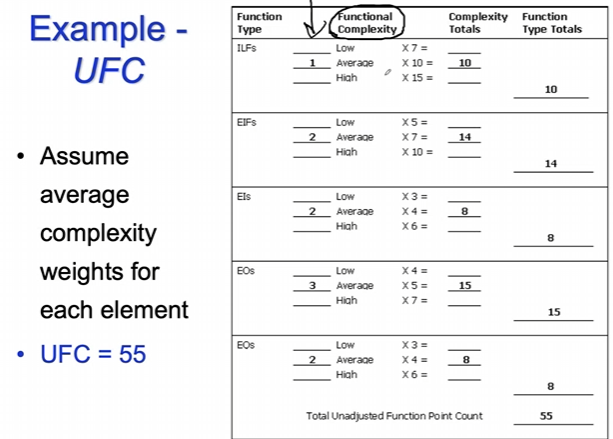 Example -
UFC
• Assume
average
complexity
weights for
each element
• UFC = 55
Function Type Functional Complexity Complexity Totals Function Type Totals
ILFs Low X 7 =
1 Average X 10 = 10
High X 15 =
10
EIFs Low X 5 =
2 Average X 7 = 14
High X 10 =
14
EIs Low X 3 =
2 Average X 4 = 8
High X 6 =
8
EOs Low X 4 =
3 Average X 5 = 15
High X 7 =
15
EOs Low X 3 =
2 Average X 4 = 8
High X 6 =
8
Total Unadjusted Function Point Count 55